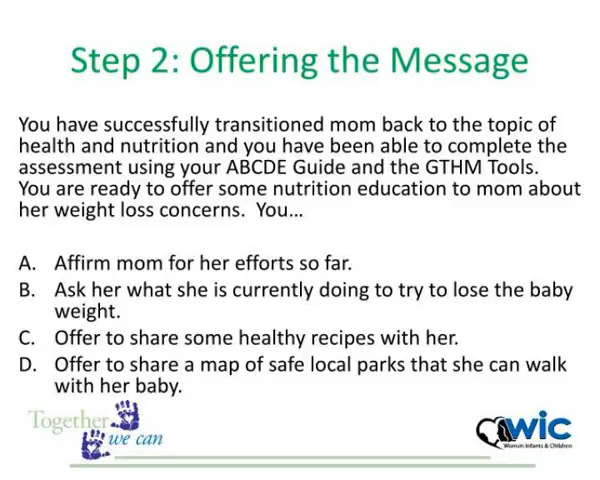 Step 2: Offering the Message
You have successfully transitioned mom back to the topic of
health and nutrition and you have been able to complete the
assessment using your ABCDE Guide and the GTHM Tools.
You are ready to offer some nutrition education to mom about
her weight loss concerns.  You…
A. Affirm mom for her efforts so far.
B. Ask her what she is currently doing to try to lose the baby
weight.
C. Offer to share some healthy recipes with her.
D. Offer to share a map of safe local parks that she can walk
with her baby.
Together
we can
WIC
Women Infants & Children